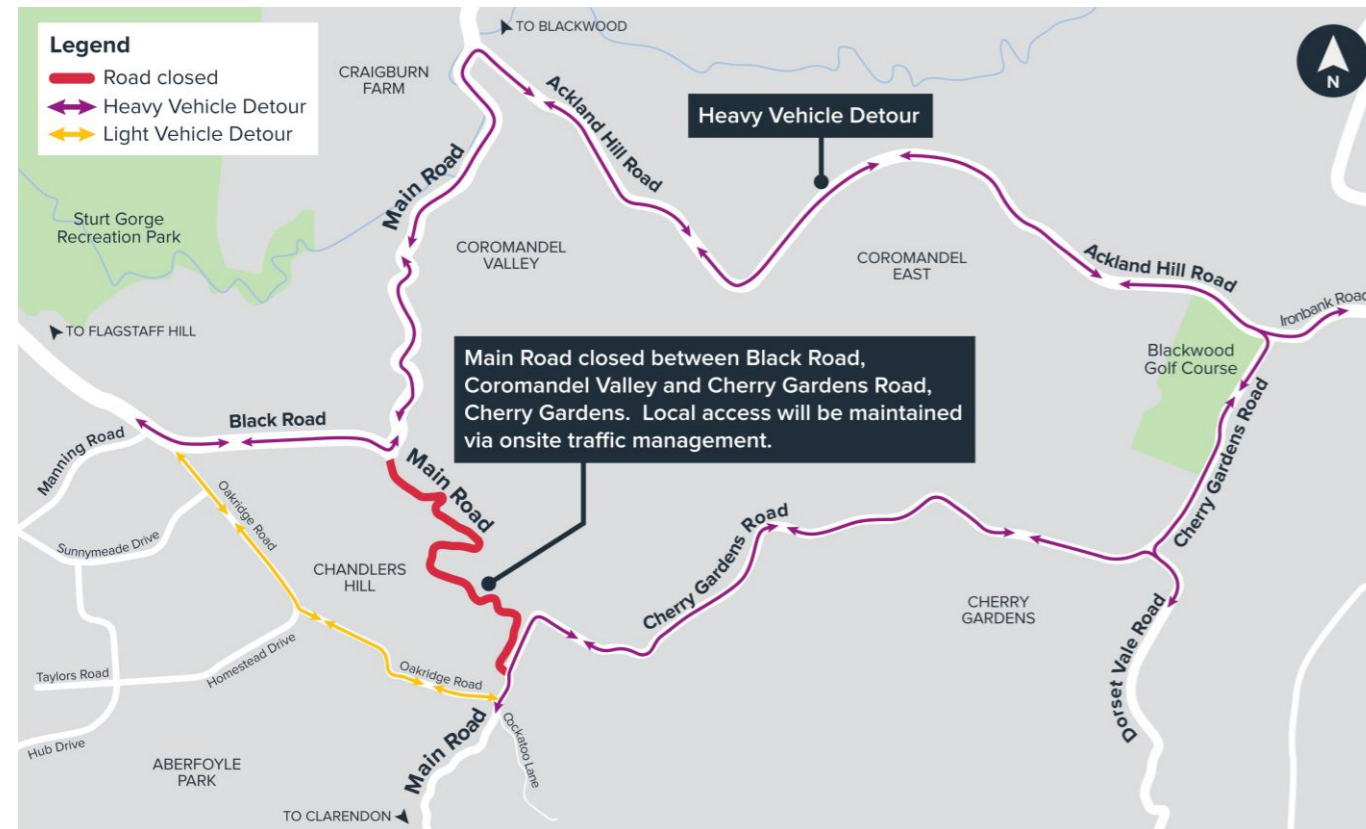 Legend
Road closed
Heavy Vehicle Detour
Light Vehicle Detour
TO BLACKWOOD
CRAIGBURN
FARM
N
Ackland Hill Road
Heavy Vehicle Detour
Main Road
Sturt Gorge
Recreation Park
COROMANDEL
VALLEY
COROMANDEL
EAST
Ackland Hill Road
Ironbank Road
TO FLAGSTAFF HILL
Main Road closed between Black Road,
Coromandel Valley and Cherry Gardens Road,
Cherry Gardens. Local access will be maintained
via onsite traffic management.
Blackwood
Golf Course
Black Road
Manning Road
Main Road
Cherry Gardens Road
Oakridge Road
Sunnymeade Drive
Cherry Gardens Road
CHANDLERS
HILL
CHERRY
GARDENS
Taylors Road
Homestead Drive
Oakridge Road
Dorset Vale Road
Hub Drive
Main Road
Cockatoo Lane
ABERFOYLE
PARK
TO CLARENDON